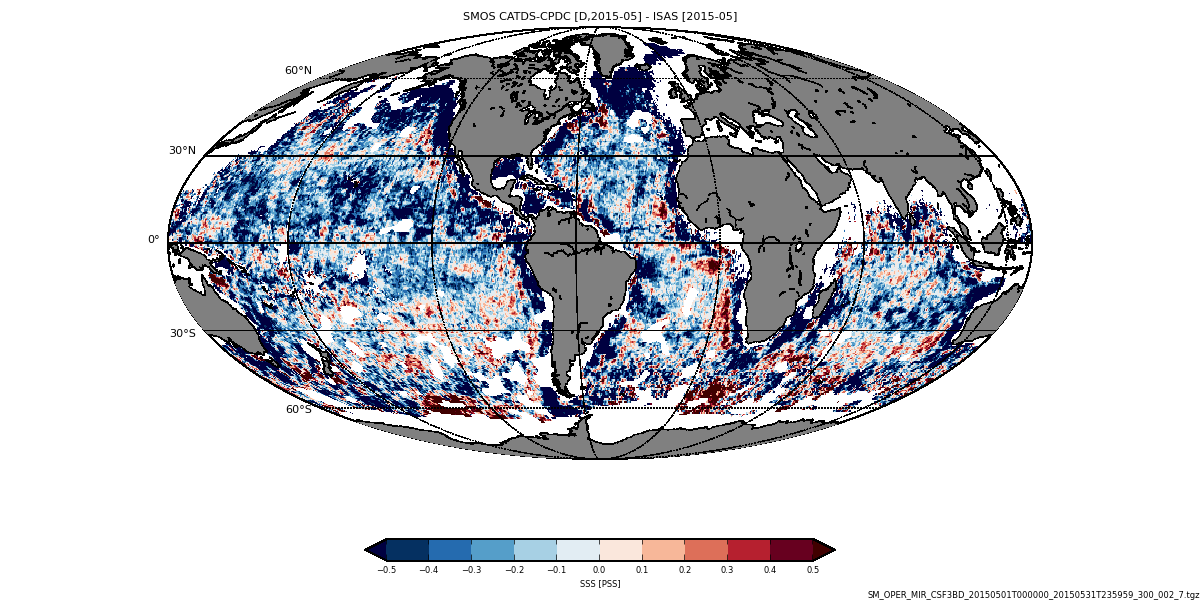 SMOS CATDS-CPDC [D,2015-05] - ISAS [2015-05]
60°N
30°N
0°
30°S
60°S
−0.5 −0.4 −0.3 −0.2 −0.1 0.0 0.1 0.2 0.3 0.4 0.5
SSS [PSS]
SM_OPER_MIR_CSF3BD_20150501T000000_20150531T235959_300_002_7.tgz